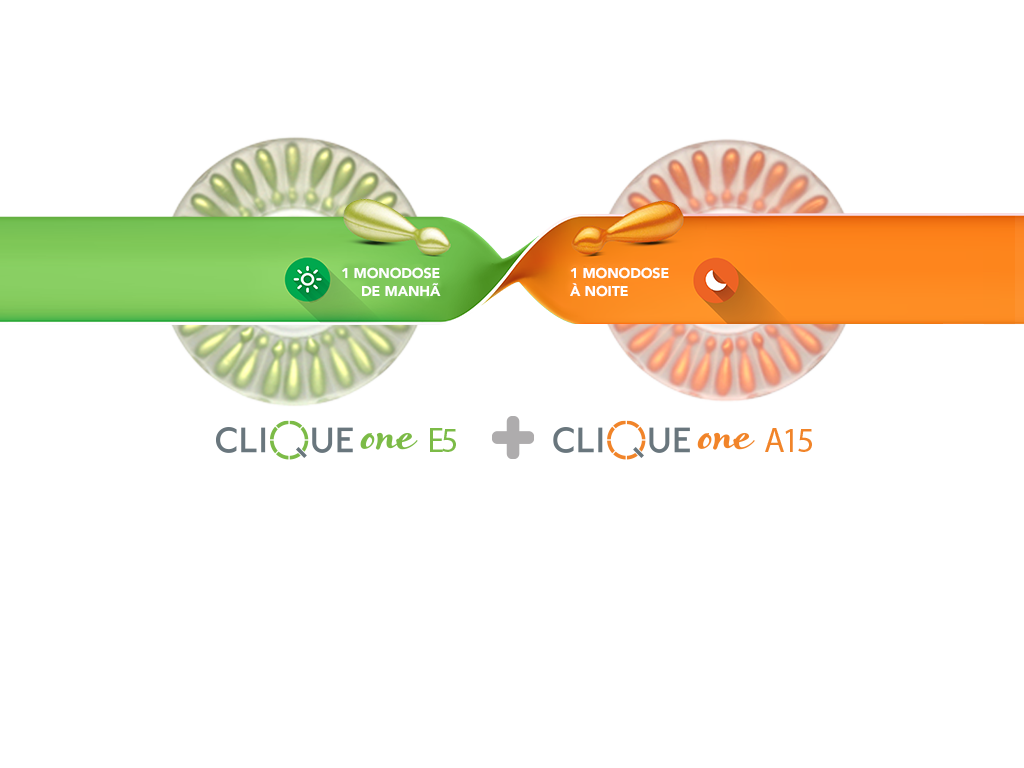 1 MONODOSE
DE MANHÃ
1 MONODOSE
À NOITE
CLIQUE one E5
CLIQUE one A15